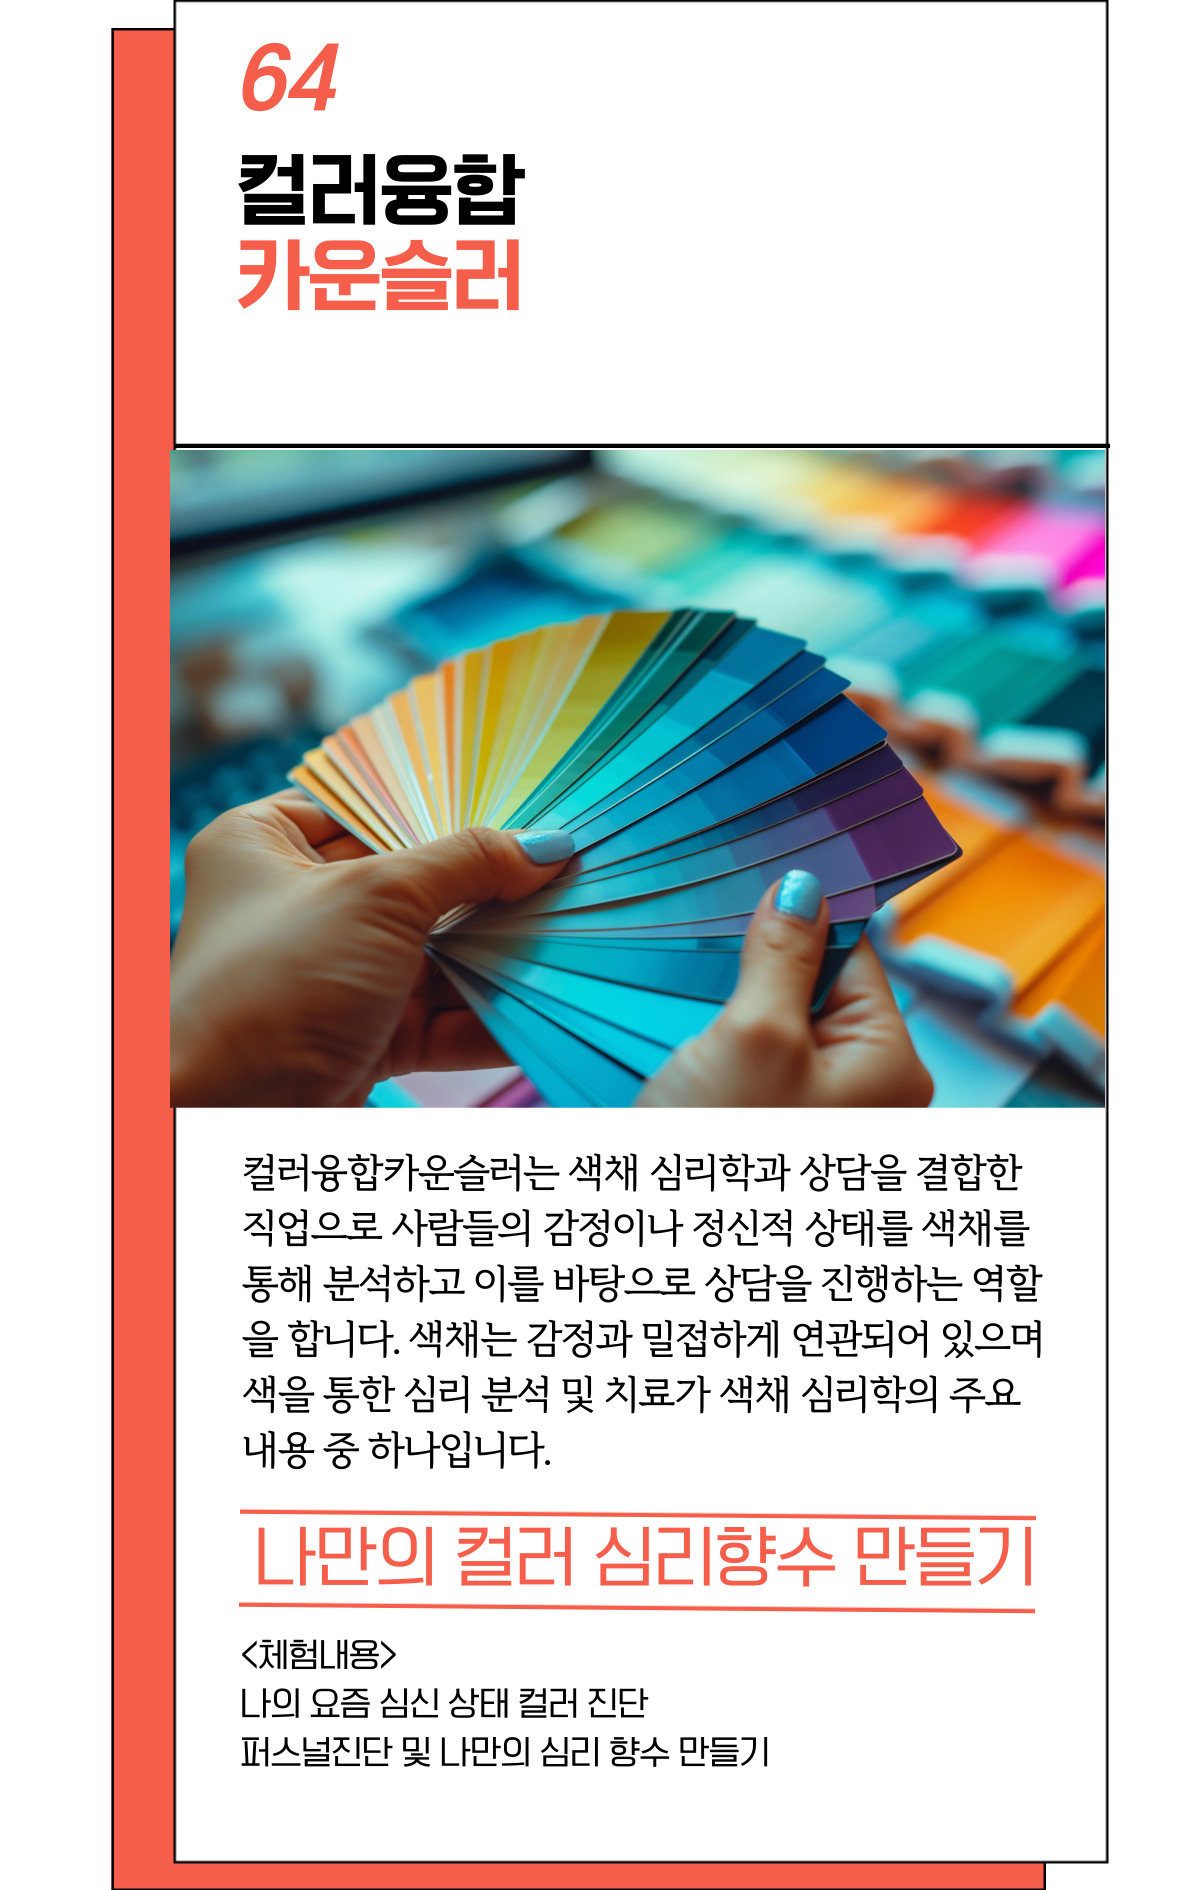 64
컬러융합
카운슬러
컬러융합카운슬러는 색채 심리학과 상담을 결합한
직업으로 사람들의 감정이나 정신적 상태를 색채를
통해 분석하고 이를 바탕으로 상담을 진행하는 역할
을 합니다. 색채는 감정과 밀접하게 연관되어 있으며
색을 통한 심리 분석 및 치료가 색채 심리학의 주요
내용 중 하나입니다.
나만의 컬러 심리향수 만들기
<체험내용>
나의 요즘 심신 상태 컬러 진단
퍼스널진단 및 나만의 심리 향수 만들기